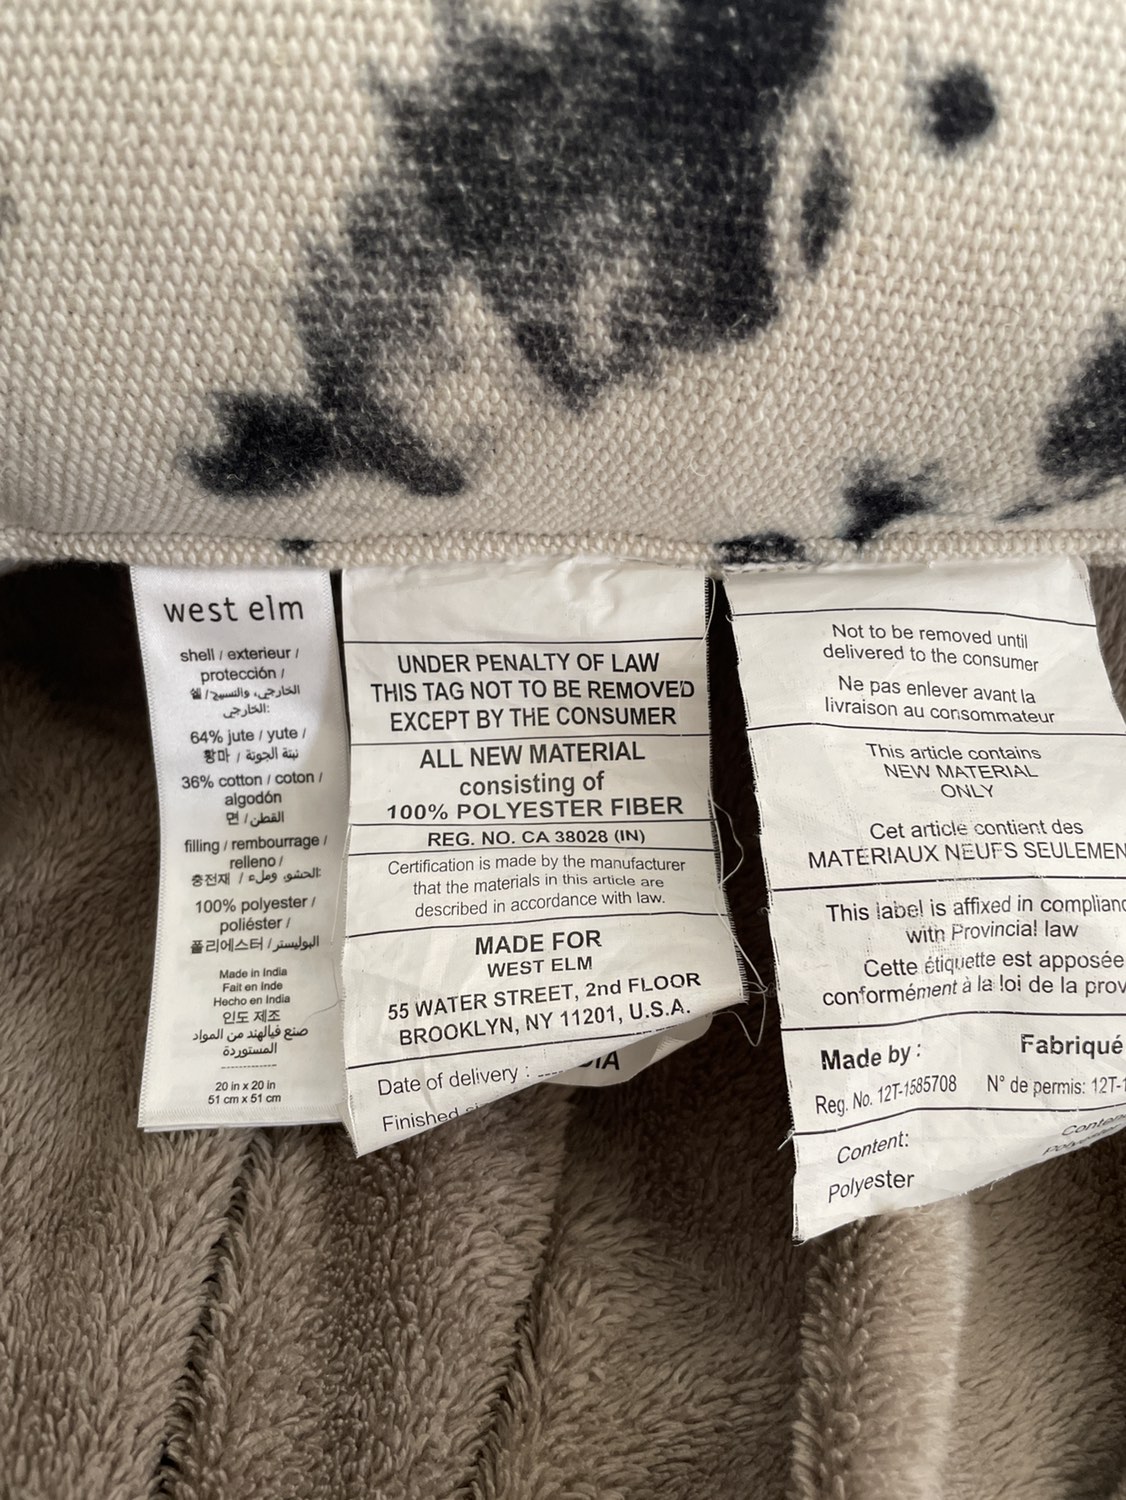 west elm
shell / exterieur /
protección /
الخارجي، والنسيج/
الخارجي:
64% jute / yute /
황마 / نبتة الجوتة /
36% cotton / coton /
algodón
면 / القطن/
filling / rembourrage /
relleno /
충전재 / الحشو، وملء:
100% polyester /
poliéster /
폴리에스터 / البوليستر/
Made in India
Fait en Inde
Hecho en India
인도 제조
صنع في الهند من المواد
المستوردة
20 in x 20 in
51 cm x 51 cm
UNDER PENALTY OF LAW
THIS TAG NOT TO BE REMOVED
EXCEPT BY THE CONSUMER
ALL NEW MATERIAL
consisting of
100% POLYESTER FIBER
REG. NO. CA 38028 (IN)
Certification is made by the manufacturer
that the materials in this article are
described in accordance with law.
MADE FOR
WEST ELM
55 WATER STREET, 2nd FLOOR
BROOKLYN, NY 11201, U.S.A.
Date of delivery : ----
Finished
Not to be removed until
delivered to the consumer
Ne pas enlever avant la
livraison au consommateur
This article contains
NEW MATERIAL
ONLY
Cet article contient des
MATERIAUX NEUFS SEULEMEN
This label is affixed in complianc
with Provincial law
Cette étiquette est apposée
conformément à la loi de la prov
Made by : Fabriqué
Reg. No. 12T-1585708 N° de permis: 12T-1
Content:
Polyester